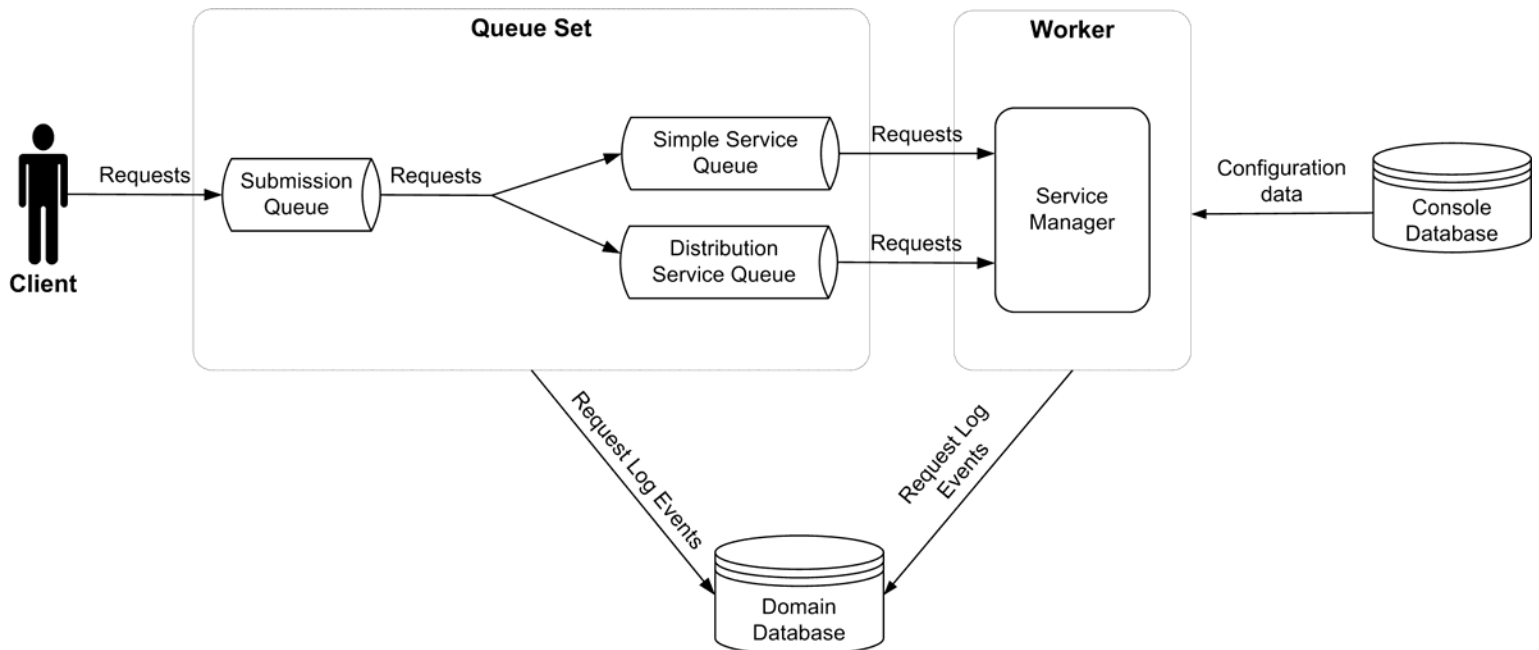 Queue Set
Worker
Client
Requests
Submission
Queue
Requests
Simple Service
Queue
Distribution
Service Queue
Requests
Requests
Service
Manager
Configuration
data
Console
Database
Request Log Events
Request Log
Events
Domain
Database